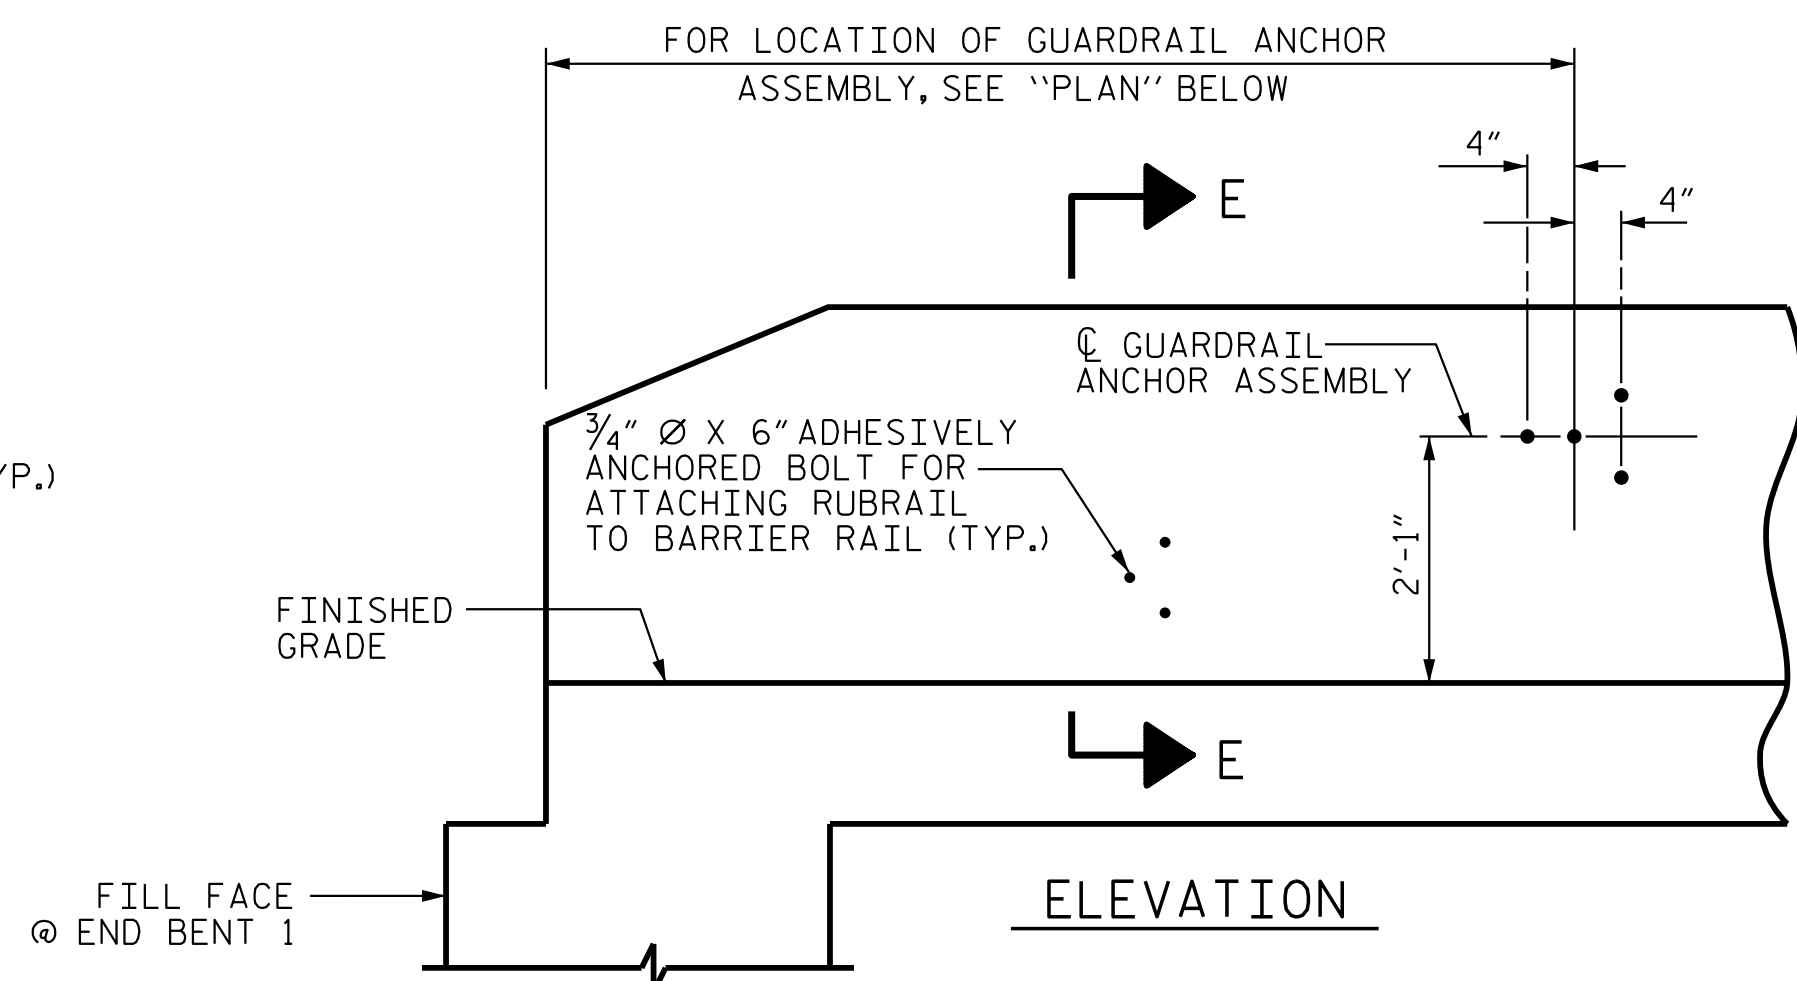 FOR LOCATION OF GUARDRAIL ANCHOR
ASSEMBLY, SEE "PLAN" BELOW
4"
4"
E
℄ GUARDRAIL
ANCHOR ASSEMBLY
3/4" Ø X 6" ADHESIVELY
ANCHORED BOLT FOR
ATTACHING RUBRAIL
TO BARRIER RAIL (TYP.)
YP.)
2'-1"
FINISHED
GRADE
E
FILL FACE
@ END BENT 1
ELEVATION